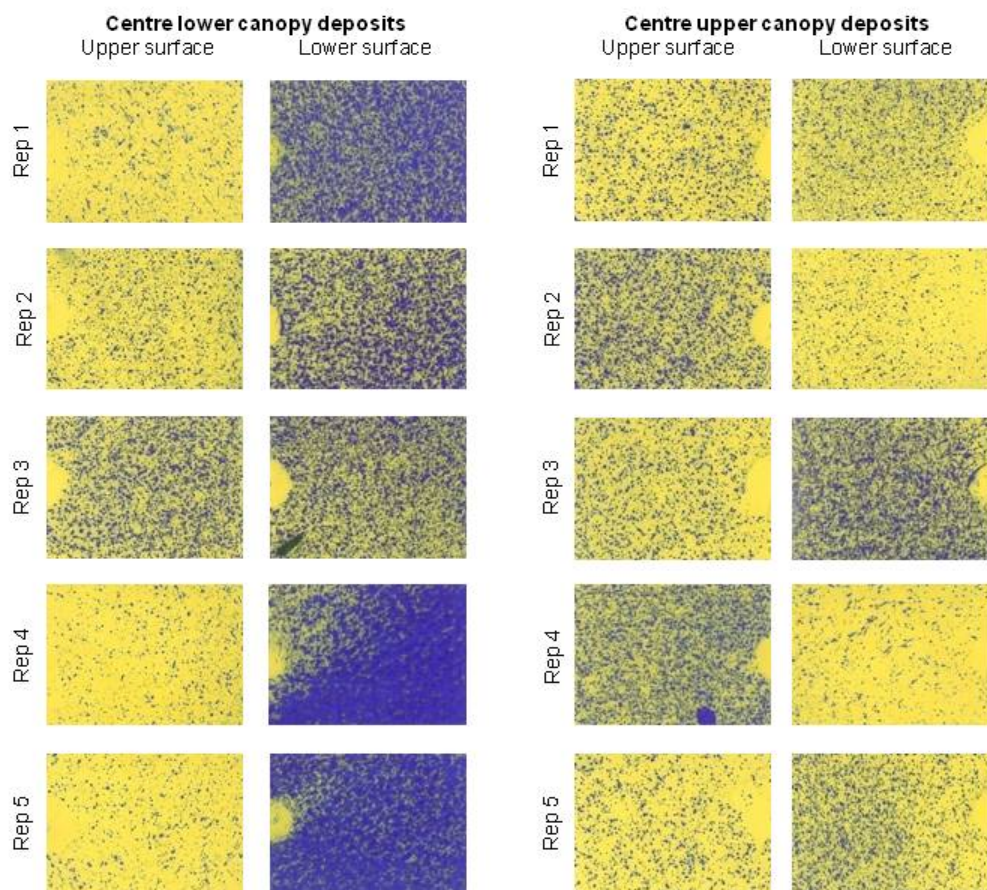 Centre lower canopy deposits
Upper surface Lower surface
Rep 1
Rep 2
Rep 3
Rep 4
Rep 5
Centre upper canopy deposits
Upper surface Lower surface
Rep 1
Rep 2
Rep 3
Rep 4
Rep 5